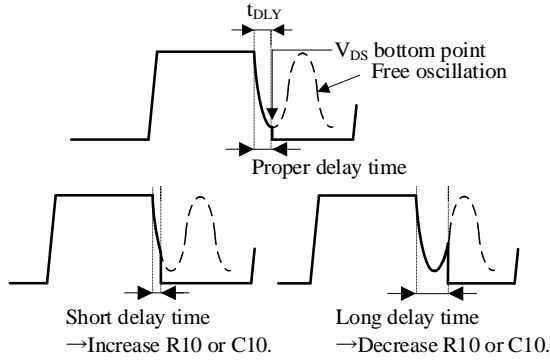 tDLY
VDS bottom point
Free oscillation
Proper delay time
Short delay time
→Increase R10 or C10.
Long delay time
→Decrease R10 or C10.